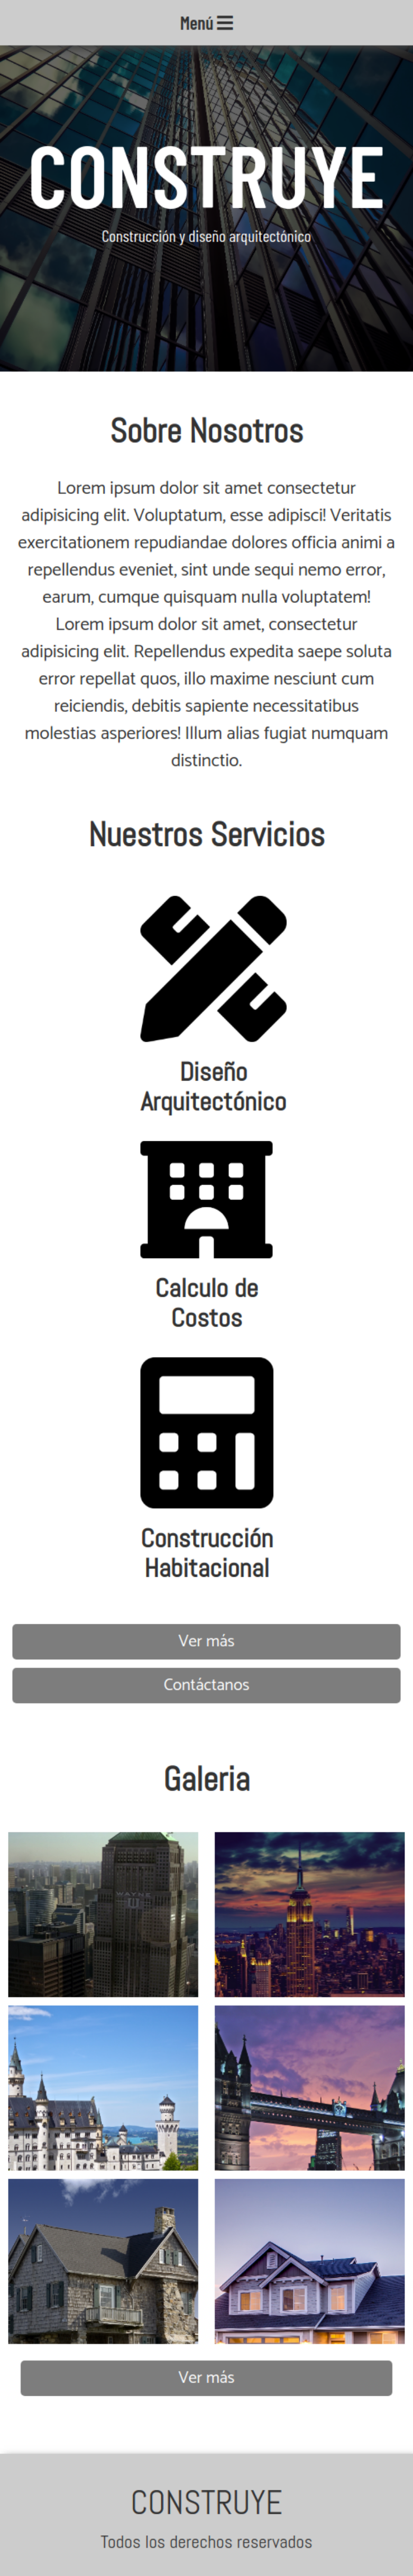 Menú
CONSTRUYE
Construcción y diseño arquitectónico
Sobre Nosotros
Lorem ipsum dolor sit amet consectetur
adipisicing elit. Voluptatum, esse adipisci! Veritatis
exercitationem repudiandae dolores officia animi a
repellendus eveniet, sint unde sequi nemo error,
earum, cumque quisquam nulla voluptatem!
Lorem ipsum dolor sit amet, consectetur
adipisicing elit. Repellendus expedita saepe soluta
error repellat quos, illo maxime nesciunt cum
reiciendis, debitis sapiente necessitatibus
molestias asperiores! Illum alias fugiat numquam
distinctio.
Nuestros Servicios
Diseño
Arquitectónico
Calculo de
Costos
Construcción
Habitacional
Ver más
Contáctanos
Galeria
WAYNE
Ver más
CONSTRUYE
Todos los derechos reservados